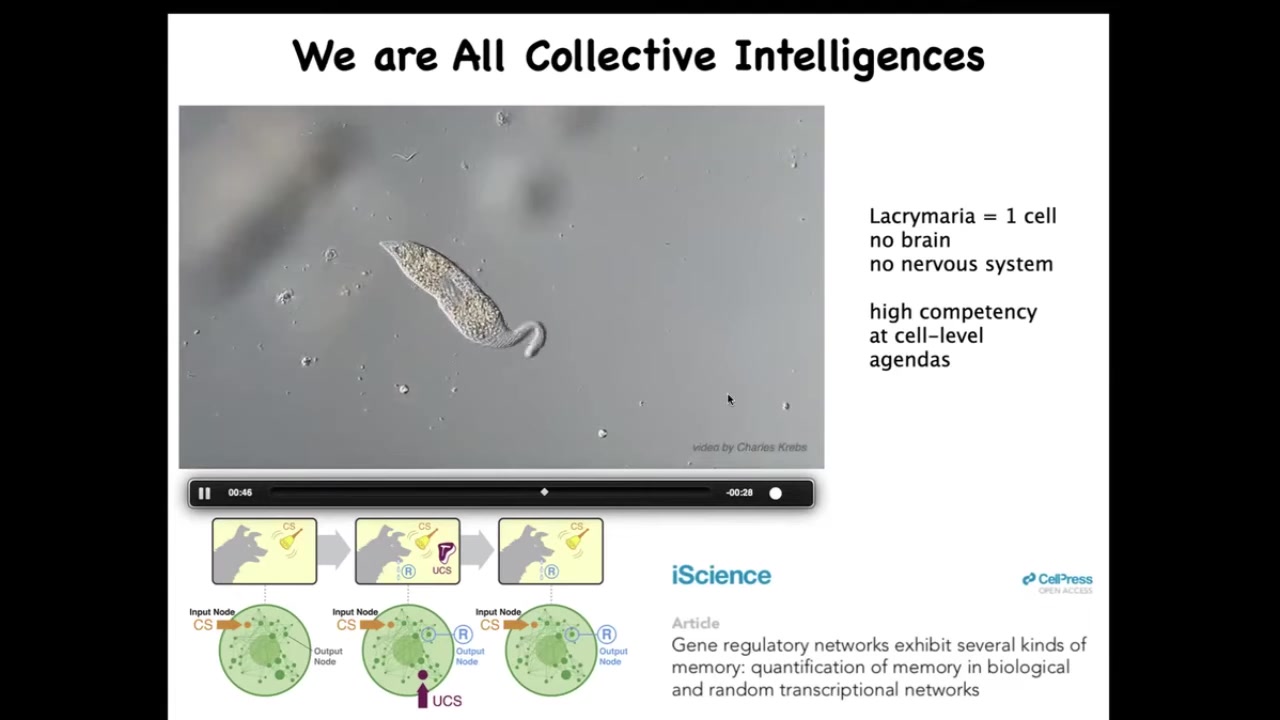 We are All Collective Intelligences
Lacrymaria = 1 cell
no brain
no nervous system
high competency
at cell-level
agendas
video by Charles Krebs
00:46
-00:28
CS
CS
UCS
R
CS
R
Input Node
CS
Output
Node
Input Node
CS
R
Output
Node
UCS
Input Node
CS
R
Output
Node
iScience
CellPress
OPEN ACCESS
Article
Gene regulatory networks exhibit several kinds of
memory: quantification of memory in biological
and random transcriptional networks